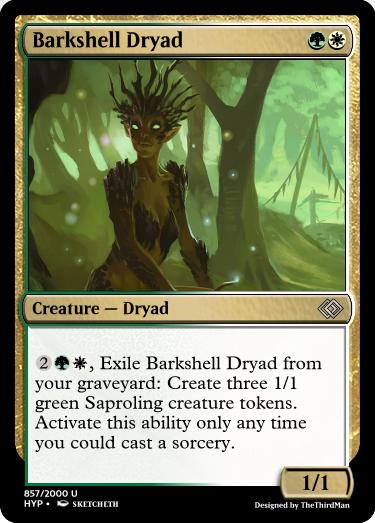 Barkshell Dryad
Creature — Dryad
2, Exile Barkshell Dryad from
your graveyard: Create three 1/1
green Saproling creature tokens.
Activate this ability only any time
you could cast a sorcery.
1/1
857/2000 U
HYP • SKETCHETH
Designed by TheThirdMan